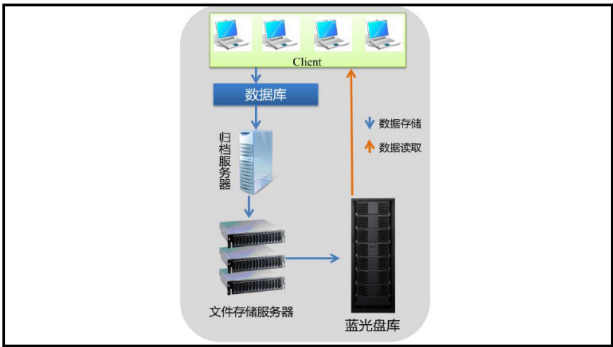 Client
数据库
归档服务器
数据存储
数据读取
文件存储服务器
蓝光盘库